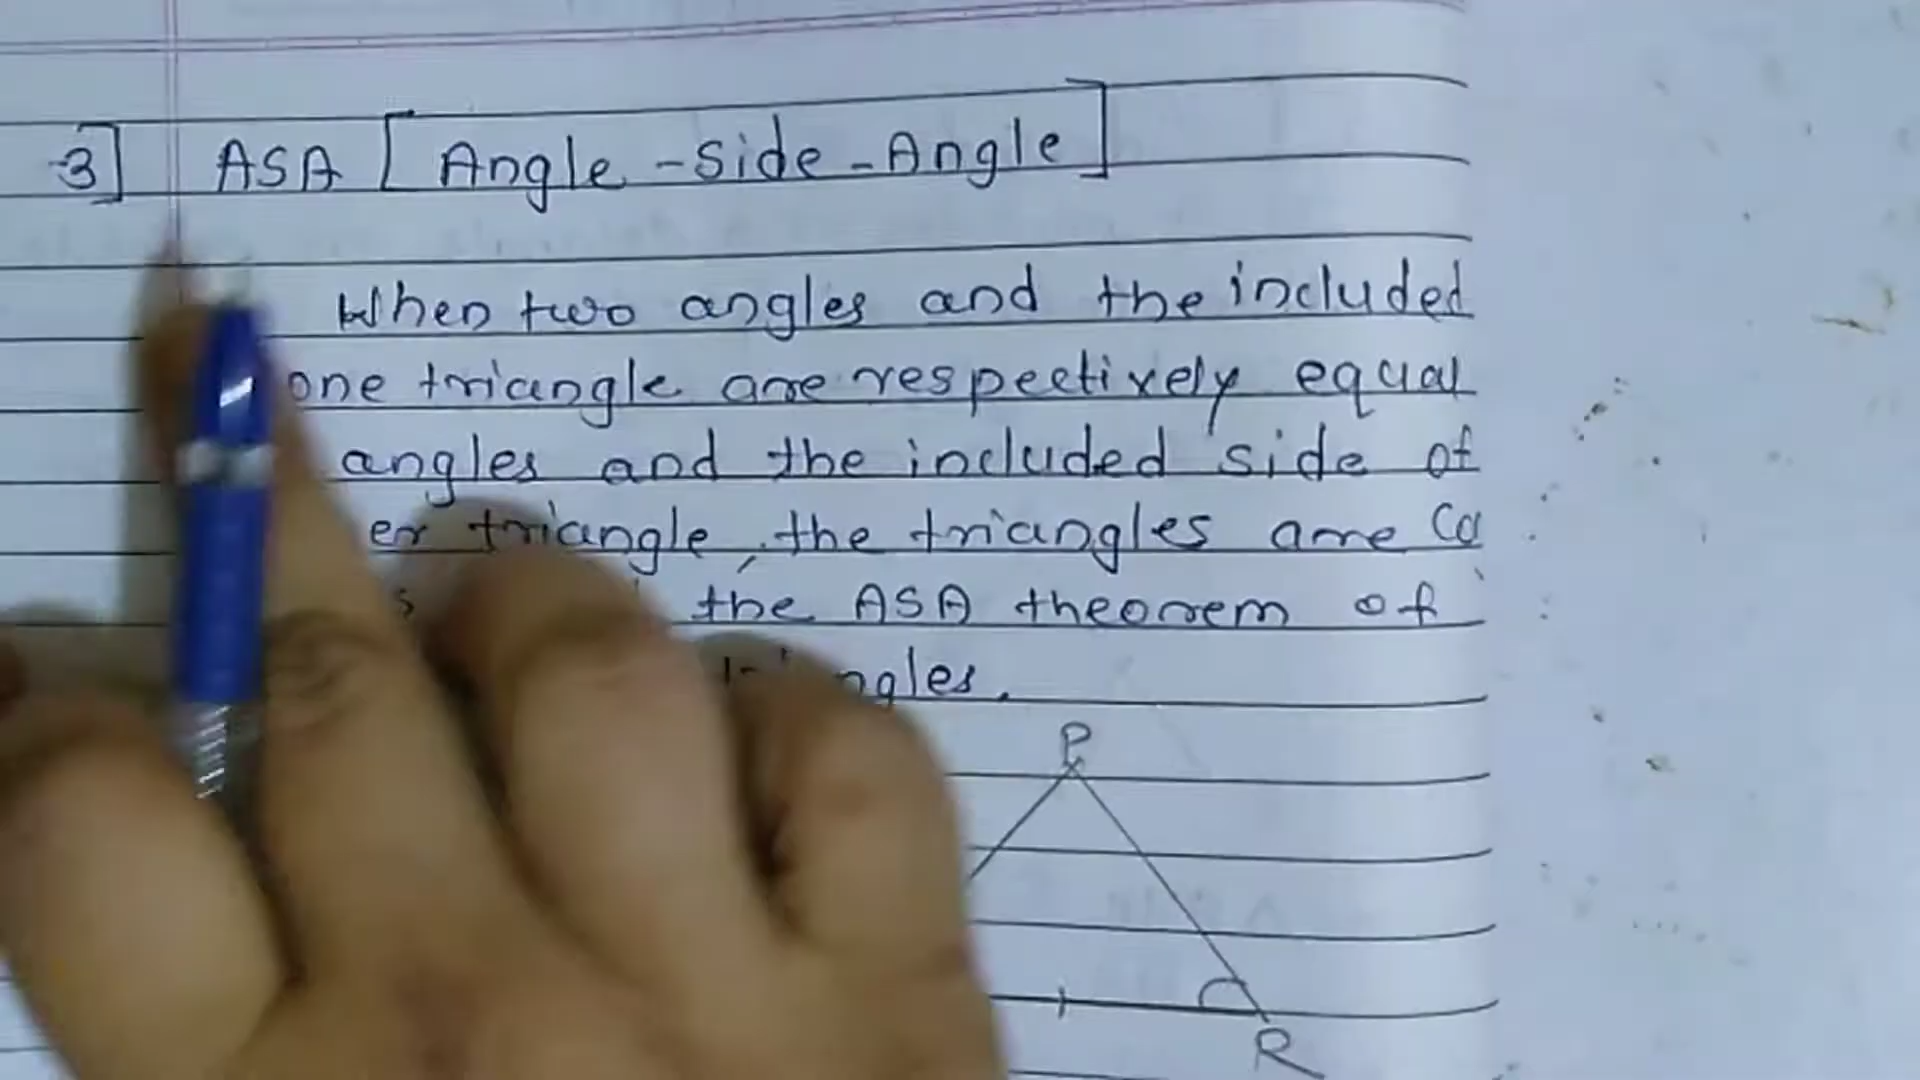 3] ASA [Angle-Side-Angle]
When two angles and the included
one triangle are respectively equal
angles and the included side of
triangle, the triangles are
the ASA theorem of
P
R